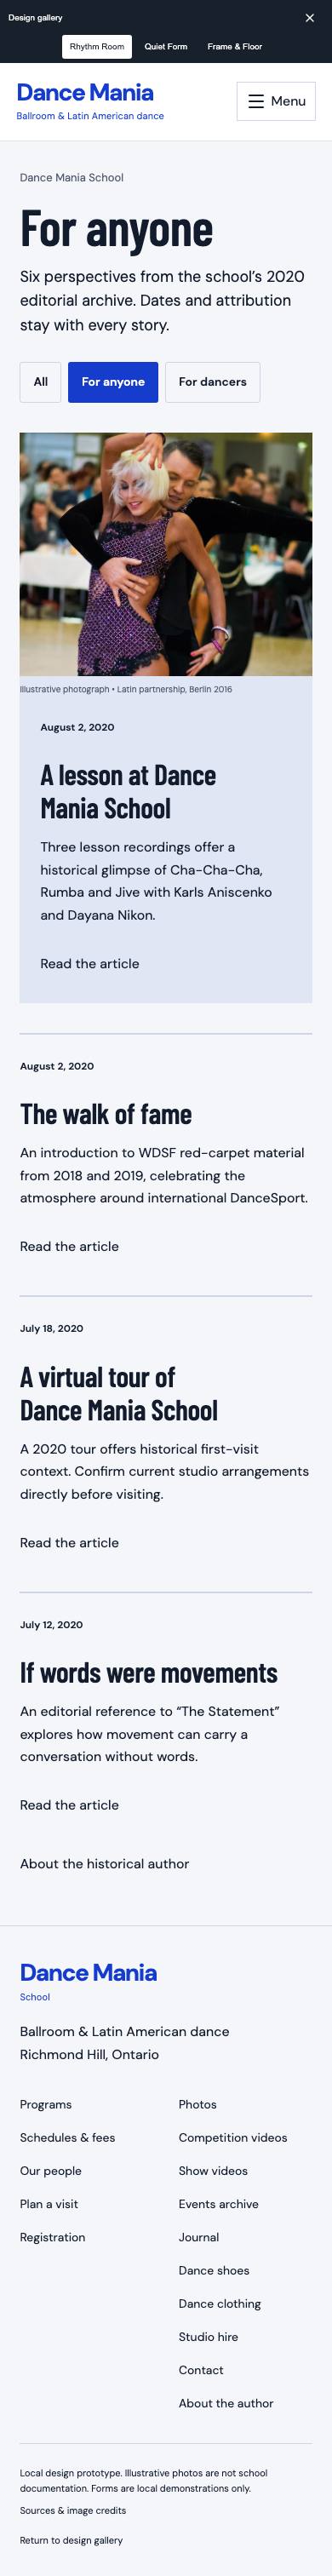 Design gallery
Rhythm Room
Quiet Form
Frame & Floor
Dance Mania
Ballroom & Latin American dance
Menu
Dance Mania School
For anyone
Six perspectives from the school’s 2020
editorial archive. Dates and attribution
stay with every story.
All
For anyone
For dancers
Illustrative photograph • Latin partnership, Berlin 2016
August 2, 2020
A lesson at Dance
Mania School
Three lesson recordings offer a
historical glimpse of Cha-Cha-Cha,
Rumba and Jive with Karls Aniscenko
and Dayana Nikon.
Read the article
August 2, 2020
The walk of fame
An introduction to WDSF red-carpet material
from 2018 and 2019, celebrating the
atmosphere around international DanceSport.
Read the article
July 18, 2020
A virtual tour of
Dance Mania School
A 2020 tour offers historical first-visit
context. Confirm current studio arrangements
directly before visiting.
Read the article
July 12, 2020
If words were movements
An editorial reference to “The Statement”
explores how movement can carry a
conversation without words.
Read the article
About the historical author
Dance Mania
School
Ballroom & Latin American dance
Richmond Hill, Ontario
Programs
Schedules & fees
Our people
Plan a visit
Registration
Photos
Competition videos
Show videos
Events archive
Journal
Dance shoes
Dance clothing
Studio hire
Contact
About the author
Local design prototype. Illustrative photos are not school
documentation. Forms are local demonstrations only.
Sources & image credits
Return to design gallery